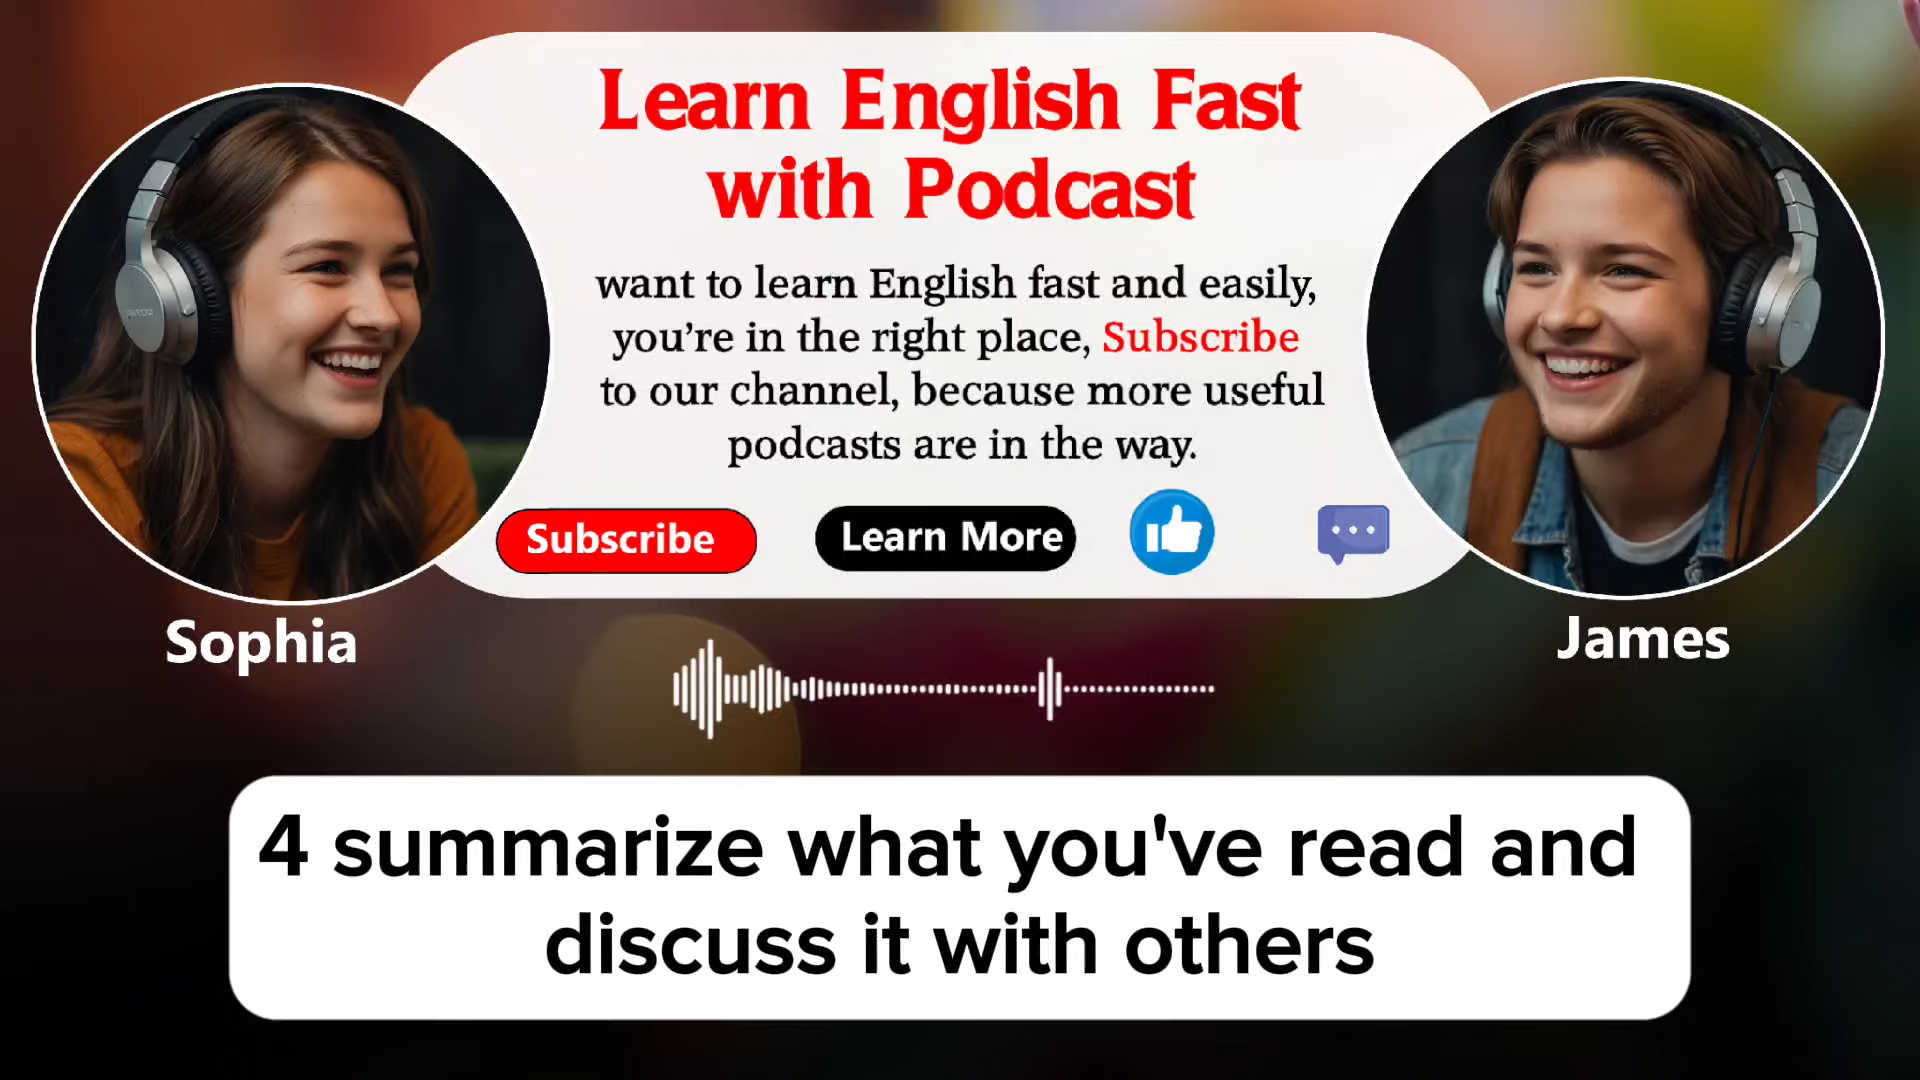 Learn English Fast
with Podcast
want to learn English fast and easily,
you're in the right place, Subscribe
to our channel, because more useful
podcasts are in the way.
Subscribe
Learn More
Sophia
James
4 summarize what you've read and
discuss it with others